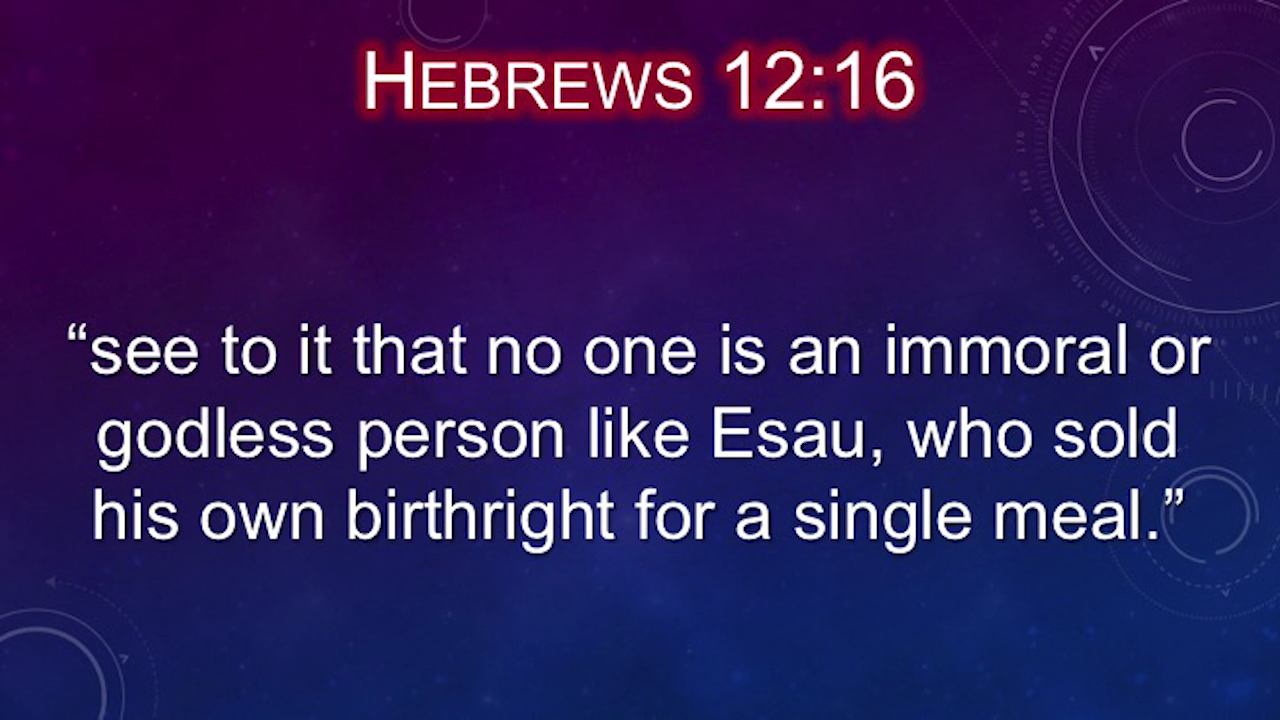 HEBREWS 12:16
“see to it that no one is an immoral or
godless person like Esau, who sold
his own birthright for a single meal.”